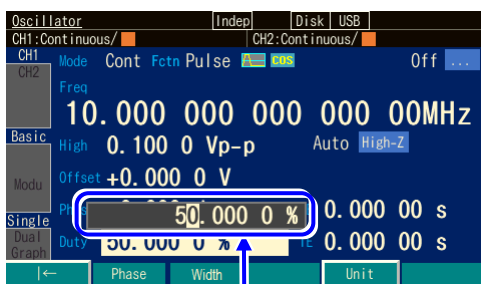 Oscillator Indep Disk USB
CH1:Continuous/ CH2:Continuous/
CH1 Mode Cont Fctn Pulse COS Off ...
CH2
Freq
10.000 000 000 000 00MHz
Basic High 0.100 0 Vp-p Auto High-Z
Modu Offset +0.000 0 V
50.000 0 % 0.000 00 s
Single
Dual Duty 50.000 0 % TE 0.000 00 s
Graph
|← Phase Width Unit